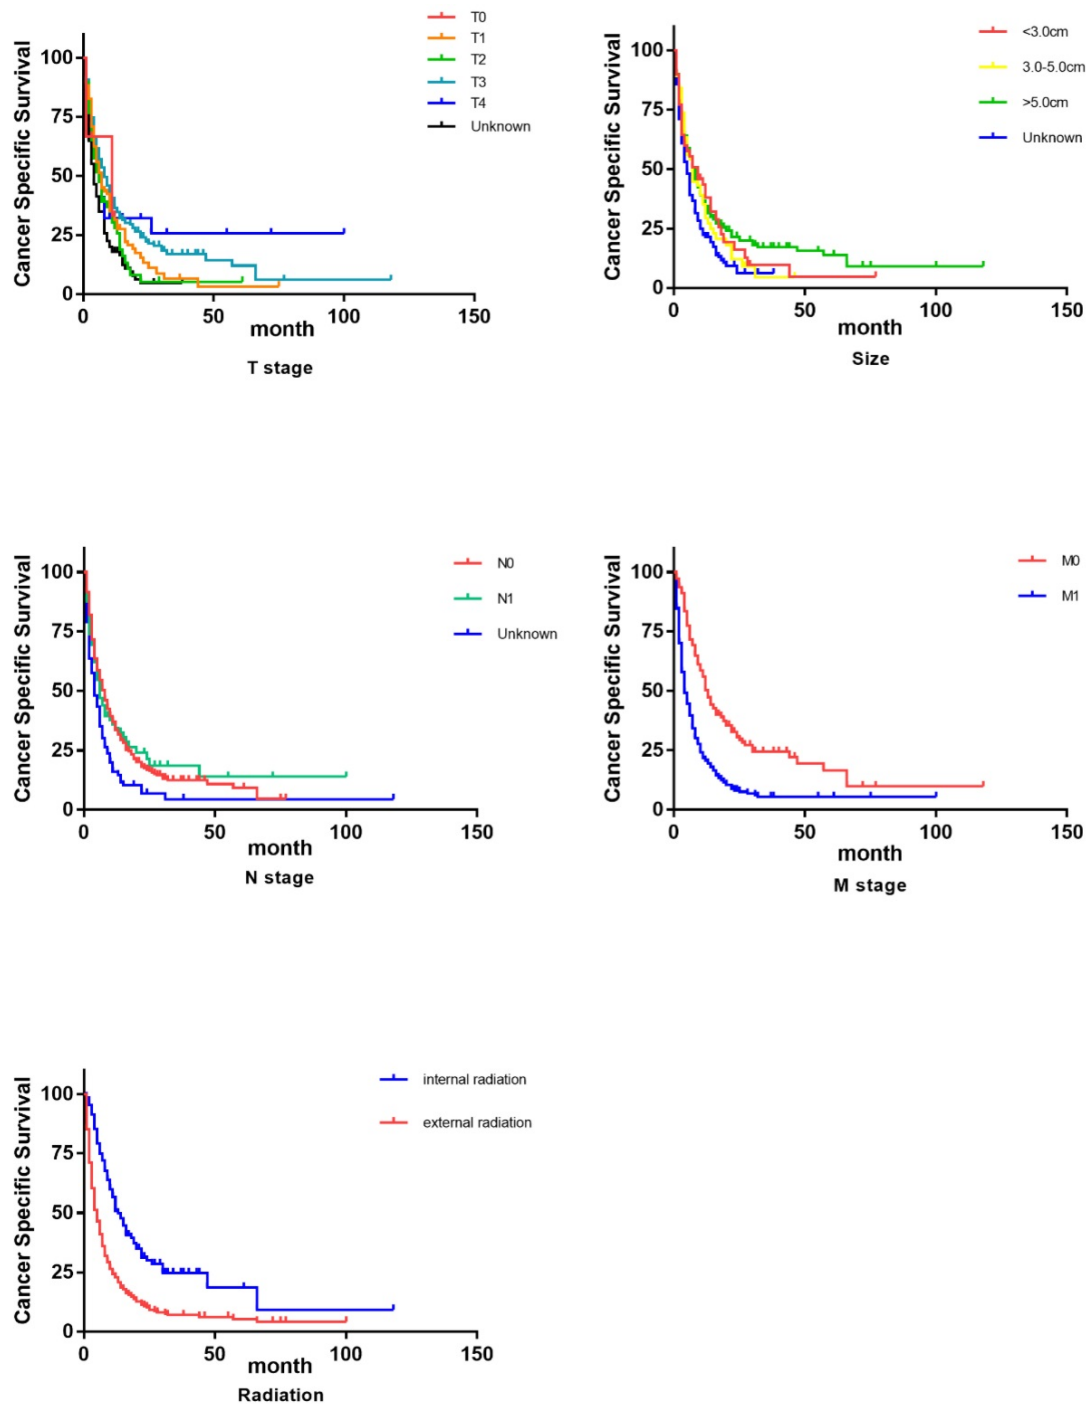 T0
T1
T2
T3
T4
Unknown
Cancer Specific Survival
100
75
50
25
0
0 50 100 150
month
T stage
<3.0cm
3.0-5.0cm
>5.0cm
Unknown
Cancer Specific Survival
100
75
50
25
0
0 50 100 150
month
Size
N0
N1
Unknown
Cancer Specific Survival
100
75
50
25
0
0 50 100 150
month
N stage
M0
M1
Cancer Specific Survival
100
75
50
25
0
0 50 100 150
month
M stage
internal radiation
external radiation
Cancer Specific Survival
100
75
50
25
0
0 50 100 150
month
Radiation